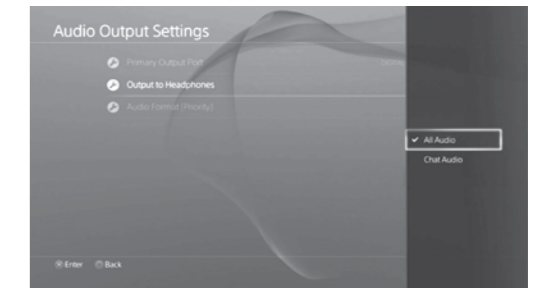 Audio Output Settings
Primary Output Port
Output to Headphones
Audio Format (Priority)
All Audio
Chat Audio
Enter Back